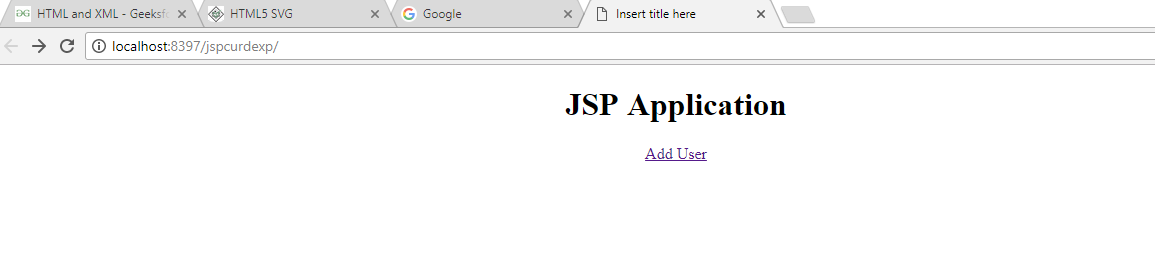 HTML and XML - Geeksf
HTML5 SVG
Google
Insert title here
localhost:8397/jspcurdexp/
JSP Application
Add User